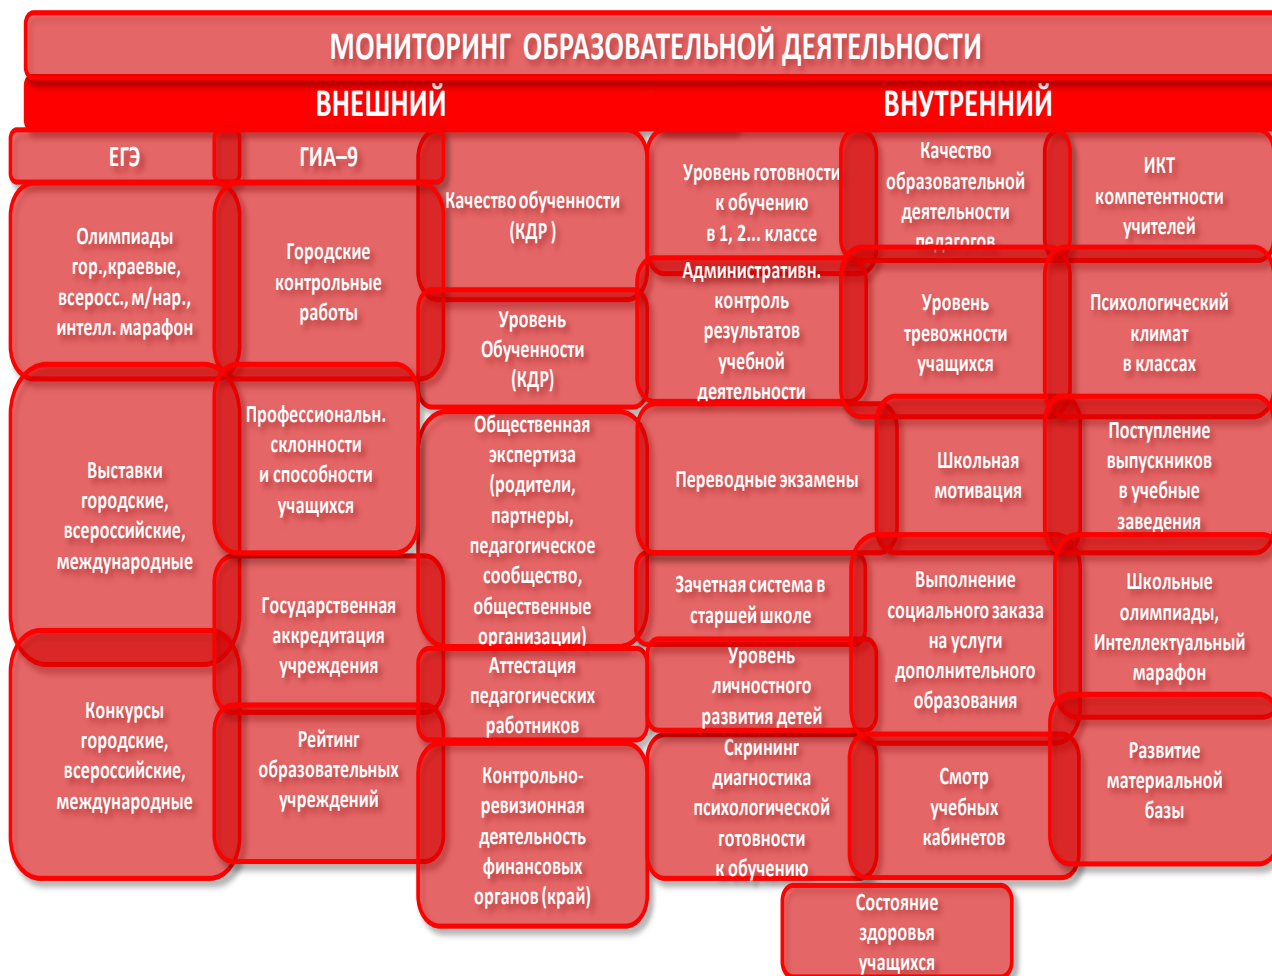 МОНИТОРИНГ ОБРАЗОВАТЕЛЬНОЙ ДЕЯТЕЛЬНОСТИ
ВНЕШНИЙ
ЕГЭ
Олимпиады
гор.,краевые,
всеросс., м/нар.,
интелл. марафон
Выставки
городские,
всероссийские,
международные
Конкурсы
городские,
всероссийские,
международные
ГИА–9
Городские
контрольные
работы
Профессиональн.
склонности
и способности
учащихся
Государственная
аккредитация
учреждения
Рейтинг
образовательных
учреждений
Качество обученности
(КДР )
Уровень
Обученности
(КДР)
Общественная
экспертиза
(родители,
партнеры,
педагогическое
сообщество,
общественные
организации)
Аттестация
педагогических
работников
Контрольно-
ревизионная
деятельность
финансовых
органов (край)
ВНУТРЕННИЙ
Уровень готовности
к обучению
в 1, 2... классе
Административн.
контроль
результатов
учебной
деятельности
Переводные экзамены
Зачетная система в
старшей школе
Уровень
личностного
развития детей
Скрининг
диагностика
психологической
готовности
к обучению
Качество
образовательной
деятельности
педагогов
Уровень
тревожности
учащихся
Школьная
мотивация
Выполнение
социального заказа
на услуги
дополнительного
образования
Смотр
учебных
кабинетов
ИКТ
компетентности
учителей
Психологический
климат
в классах
Поступление
выпускников
в учебные
заведения
Школьные
олимпиады,
Интеллектуальный
марафон
Развитие
материальной
базы
Состояние
здоровья
учащихся